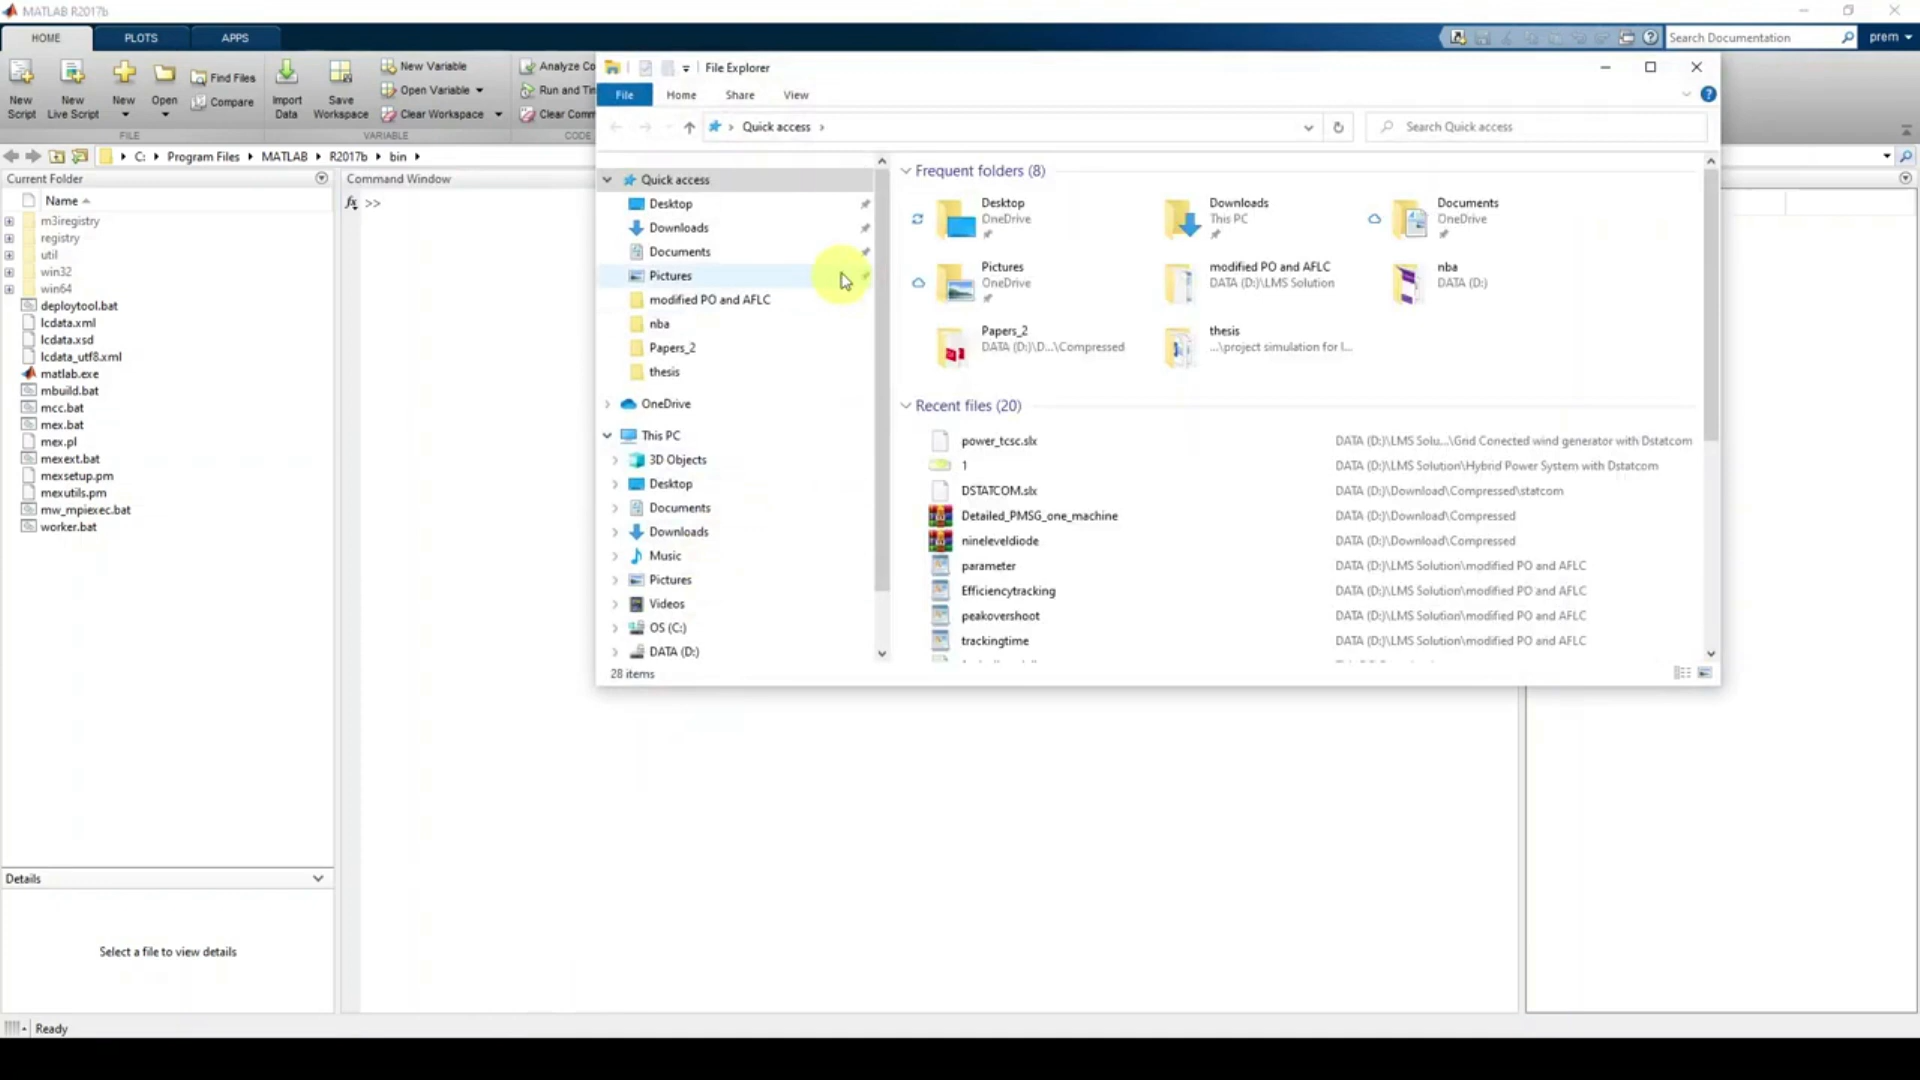 MATLAB R2017b
HOME
PLOTS
APPS
Search Documentation
prem
New Script
New Live Script
New
Open
Find Files
Compare
Import Data
Save Workspace
New Variable
Open Variable
Clear Workspace
Analyze Co
Run and Tim
Clear Comm
FILE
VARIABLE
CODE
C:
Program Files
MATLAB
R2017b
bin
Current Folder
Name
m3iregistry
registry
util
win32
win64
deploytool.bat
lcdata.xml
lcdata.xsd
lcdata_utf8.xml
matlab.exe
mbuild.bat
mcc.bat
mex.bat
mex.pl
mexext.bat
mexsetup.pm
mexutils.pm
mw_mpiexec.bat
worker.bat
Details
Select a file to view details
Ready
Command Window
fx >>
File Explorer
File
Home
Share
View
Quick access
Search Quick access
Quick access
Desktop
Downloads
Documents
Pictures
modified PO and AFLC
nba
Papers_2
thesis
OneDrive
This PC
3D Objects
Desktop
Documents
Downloads
Music
Pictures
Videos
OS (C:)
DATA (D:)
28 items
Frequent folders (8)
Desktop
OneDrive
Downloads
This PC
Documents
OneDrive
Pictures
OneDrive
modified PO and AFLC
DATA (D:)\LMS Solution
nba
DATA (D:)
Papers_2
DATA (D:)\D...\Compressed
thesis
...\project simulation for l...
Recent files (20)
power_tcsc.slx DATA (D:)\LMS Solu...\Grid Conected wind generator with Dstatcom
1 DATA (D:)\LMS Solution\Hybrid Power System with Dstatcom
DSTATCOM.slx DATA (D:)\Download\Compressed\statcom
Detailed_PMSG_one_machine DATA (D:)\Download\Compressed
nineleveldiode DATA (D:)\Download\Compressed
parameter DATA (D:)\LMS Solution\modified PO and AFLC
Efficiencytracking DATA (D:)\LMS Solution\modified PO and AFLC
peakovershoot DATA (D:)\LMS Solution\modified PO and AFLC
trackingtime DATA (D:)\LMS Solution\modified PO and AFLC